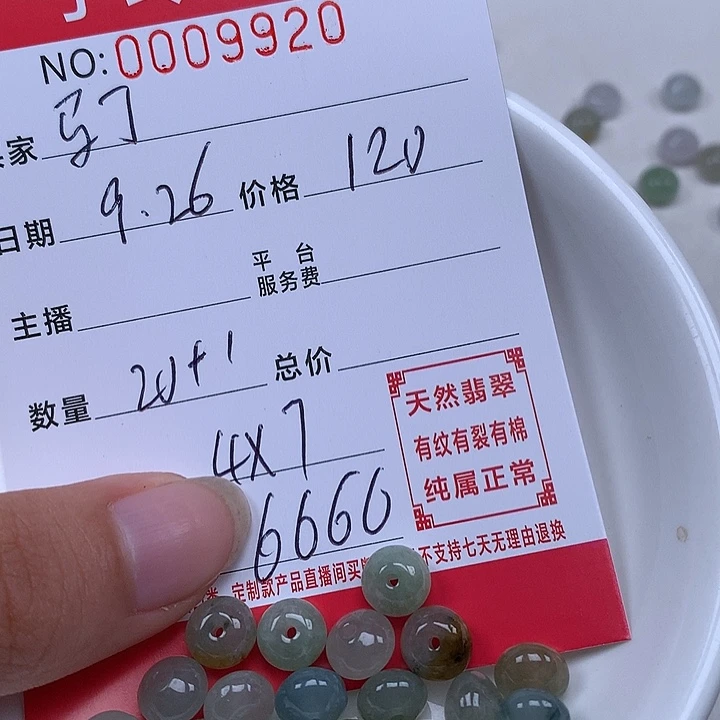 NO:0009920
家
日期 9.26 价格 120
主播 平台服务费
数量 20+1 总价
4x7
6660
天然翡翠
有纹有裂有棉
纯属正常
定制款产品直播间买 不支持七天无理由退换